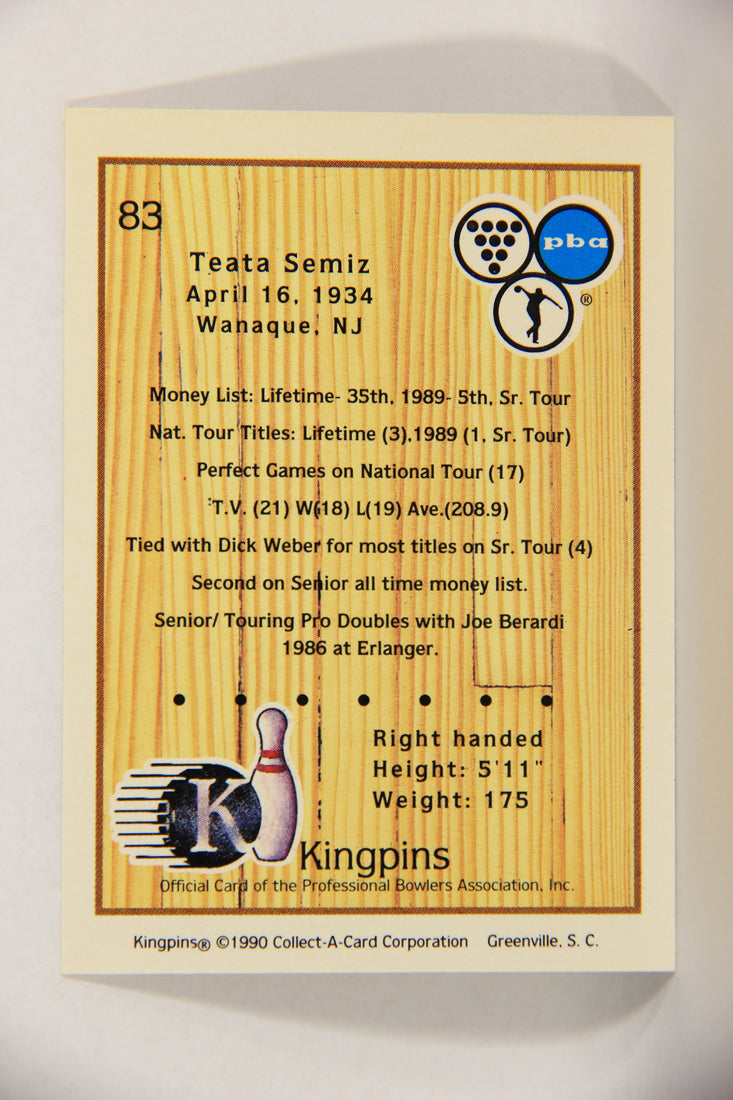 83
Teata Semiz
April 16, 1934
Wanaque, NJ
pba
®
Money List: Lifetime- 35th, 1989- 5th, Sr. Tour
Nat. Tour Titles: Lifetime (3),1989 (1, Sr. Tour)
Perfect Games on National Tour (17)
T.V. (21) W(18) L(19) Ave.(208.9)
Tied with Dick Weber for most titles on Sr. Tour (4)
Second on Senior all time money list.
Senior/ Touring Pro Doubles with Joe Berardi
1986 at Erlanger.
Right handed
Height: 5'11"
Weight: 175
K
Kingpins
Official Card of the Professional Bowlers Association, Inc.
Kingpins® ©1990 Collect-A-Card Corporation Greenville, S. C.